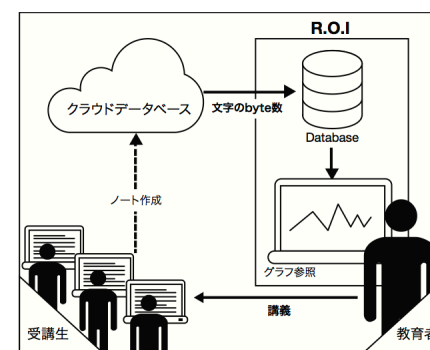 R.O.I
クラウドデータベース
文字のbyte数
Database
ノート作成
グラフ参照
講義
受講生
教育者